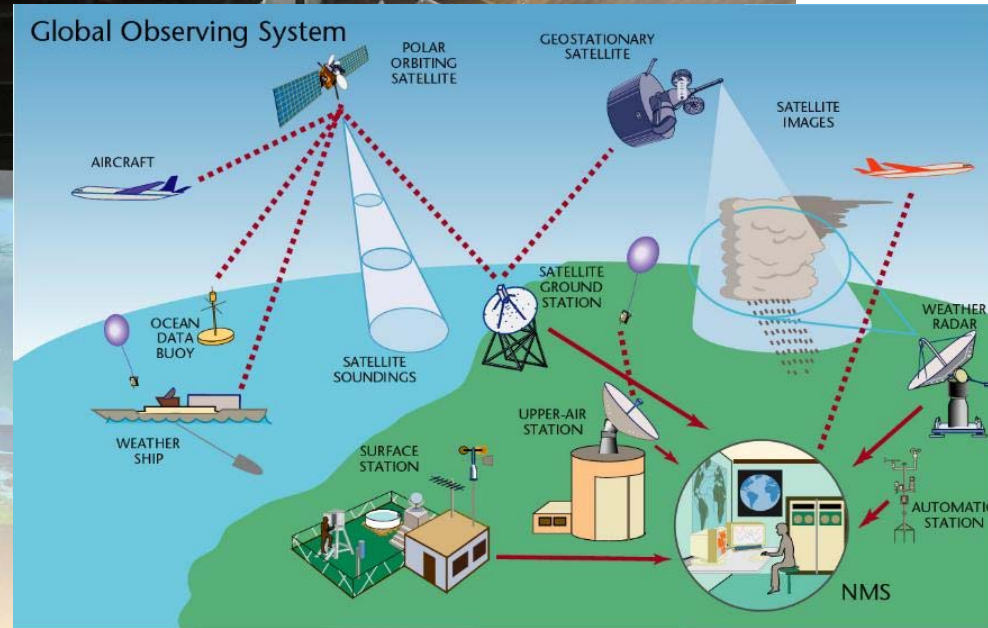 Global Observing System
POLAR
ORBITING
SATELLITE
GEOSTATIONARY
SATELLITE
SATELLITE
IMAGES
AIRCRAFT
SATELLITE
GROUND
STATION
OCEAN
DATA
BUOY
WEATHER
RADAR
SATELLITE
SOUNDINGS
UPPER-AIR
STATION
WEATHER
SHIP
SURFACE
STATION
AUTOMATIC
STATION
NMS